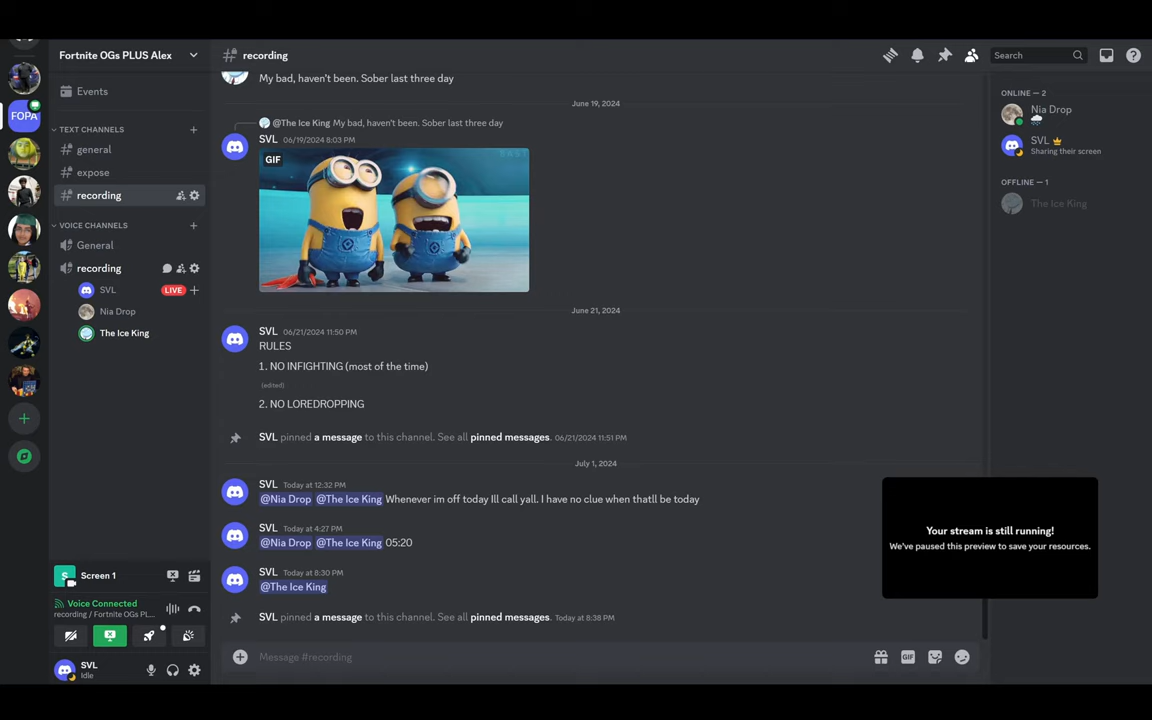 Fortnite OGs PLUS Alex
recording
Search
FOPA
Events
TEXT CHANNELS
general
expose
recording
VOICE CHANNELS
General
recording
SVL
LIVE
Nia Drop
The Ice King
S
Screen 1
Voice Connected
recording / Fortnite OGs PL...
SVL
Idle
My bad, haven't been. Sober last three day
June 19, 2024
@The Ice King My bad, haven't been. Sober last three day
SVL 06/19/2024 8:03 PM
GIF
June 21, 2024
SVL 06/21/2024 11:50 PM
RULES
1. NO INFIGHTING (most of the time)
(edited)
2. NO LOREDROPPING
SVL pinned a message to this channel. See all pinned messages. 06/21/2024 11:51 PM
July 1, 2024
SVL Today at 12:32 PM
@Nia Drop @The Ice King Whenever im off today Ill call yall. I have no clue when thatll be today
SVL Today at 4:27 PM
@Nia Drop @The Ice King 05:20
SVL Today at 8:30 PM
@The Ice King
SVL pinned a message to this channel. See all pinned messages. Today at 8:38 PM
Message #recording
GIF
ONLINE — 2
Nia Drop
SVL
Sharing their screen
OFFLINE — 1
The Ice King
Your stream is still running!
We've paused this preview to save your resources.